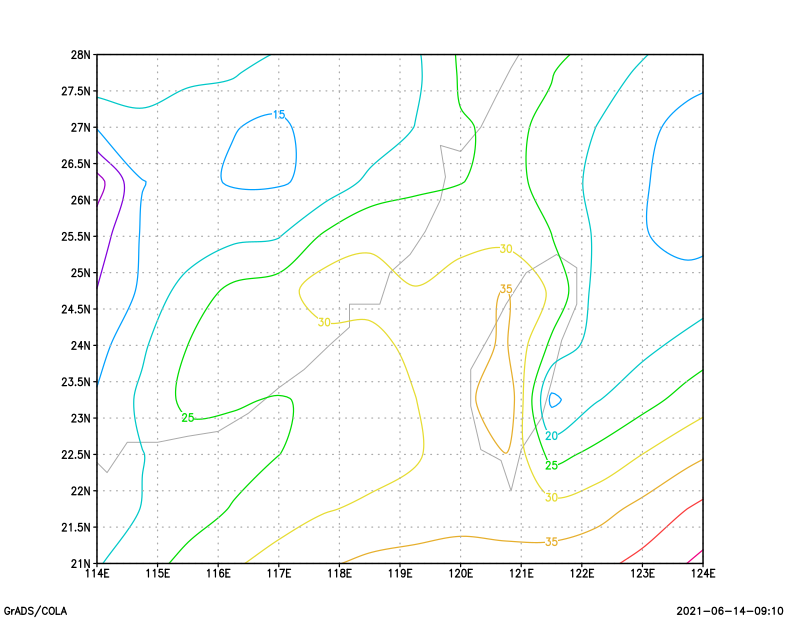 28N
27.5N
27N
26.5N
26N
25.5N
25N
24.5N
24N
23.5N
23N
22.5N
22N
21.5N
21N
15
30
35
30
25
20
25
30
35
114E 115E 116E 117E 118E 119E 120E 121E 122E 123E 124E
GrADS/COLA 2021-06-14-09:10